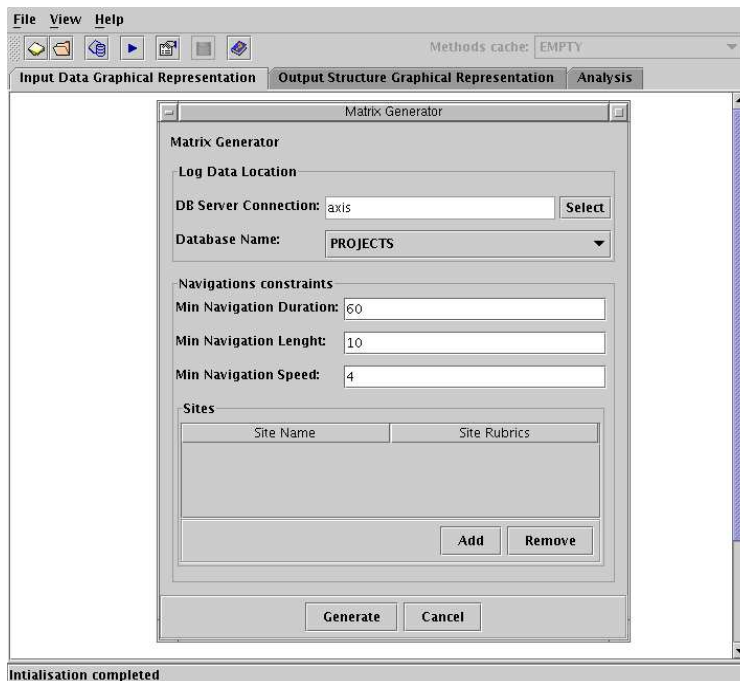 File View Help
Methods cache: EMPTY
Input Data Graphical Representation Output Structure Graphical Representation Analysis
Matrix Generator
Matrix Generator
Log Data Location
DB Server Connection: axis Select
Database Name: PROJECTS
Navigations constraints
Min Navigation Duration: 60
Min Navigation Lenght: 10
Min Navigation Speed: 4
Sites
Site Name Site Rubrics
Add Remove
Generate Cancel
Intialisation completed